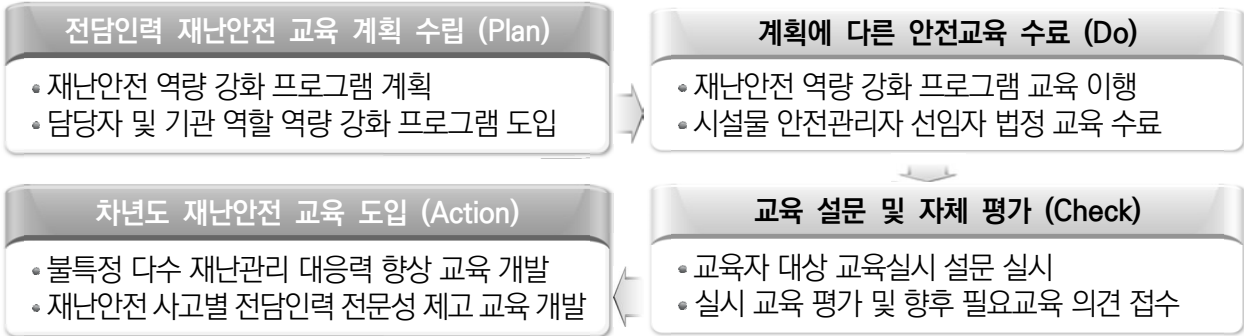 전담인력 재난안전 교육 계획 수립 (Plan)
• 재난안전 역량 강화 프로그램 계획
• 담당자 및 기관 역할 역량 강화 프로그램 도입
계획에 다른 안전교육 수료 (Do)
• 재난안전 역량 강화 프로그램 교육 이행
• 시설물 안전관리자 선임자 법정 교육 수료
교육 설문 및 자체 평가 (Check)
• 교육자 대상 교육실시 설문 실시
• 실시 교육 평가 및 향후 필요교육 의견 접수
차년도 재난안전 교육 도입 (Action)
• 불특정 다수 재난관리 대응력 향상 교육 개발
• 재난안전 사고별 전담인력 전문성 제고 교육 개발